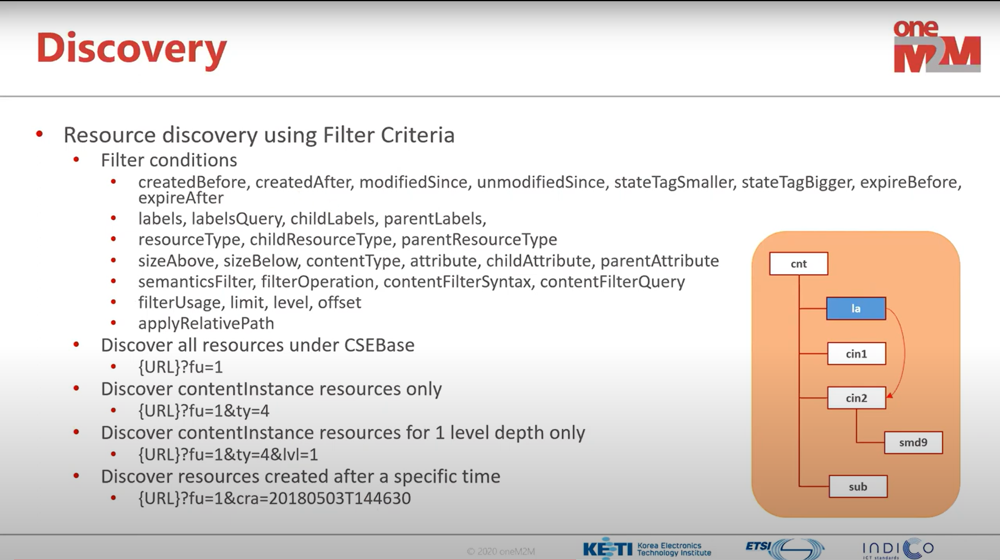 Discovery
one
M2M
• Resource discovery using Filter Criteria
• Filter conditions
• createdBefore, createdAfter, modifiedSince, unmodifiedSince, stateTagSmaller, stateTagBigger, expireBefore,
expireAfter
• labels, labelsQuery, childLabels, parentLabels,
• resourceType, childResourceType, parentResourceType
• sizeAbove, sizeBelow, contentType, attribute, childAttribute, parentAttribute
• semanticsFilter, filterOperation, contentFilterSyntax, contentFilterQuery
• filterUsage, limit, level, offset
• applyRelativePath
• Discover all resources under CSEBase
• {URL}?fu=1
• Discover contentInstance resources only
• {URL}?fu=1&ty=4
• Discover contentInstance resources for 1 level depth only
• {URL}?fu=1&ty=4&lvl=1
• Discover resources created after a specific time
• {URL}?fu=1&cra=20180503T144630
cnt
la
cin1
cin2
smd9
sub
© 2020 oneM2M
KETI
Korea Electronics
Technology Institute
ETSI
INDICO
ICT standards